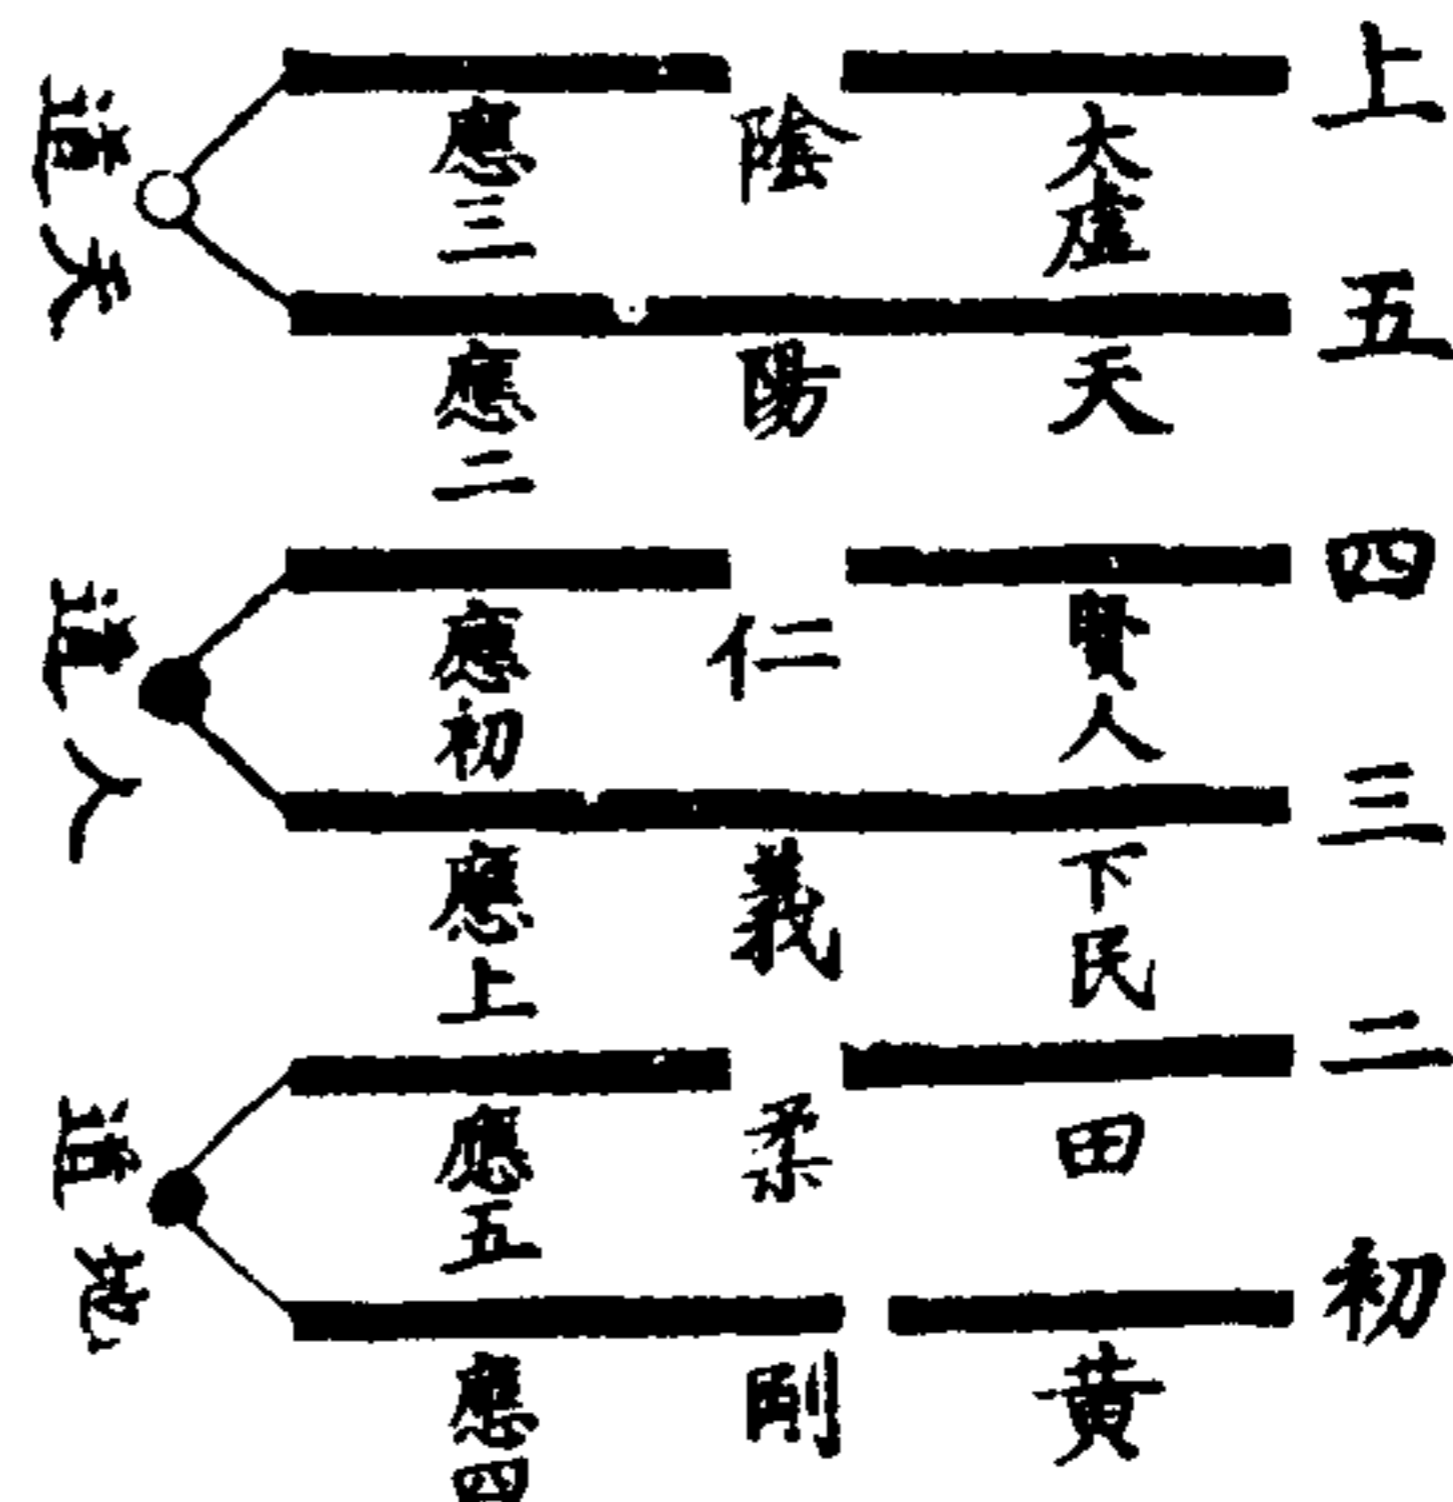 上
五
四
三
二
初
太虛
天
賢人
下民
田
黄
陰
陽
仁
義
柔
剛
應三
應二
應初
應上
應五
應四
天道
人道
地道